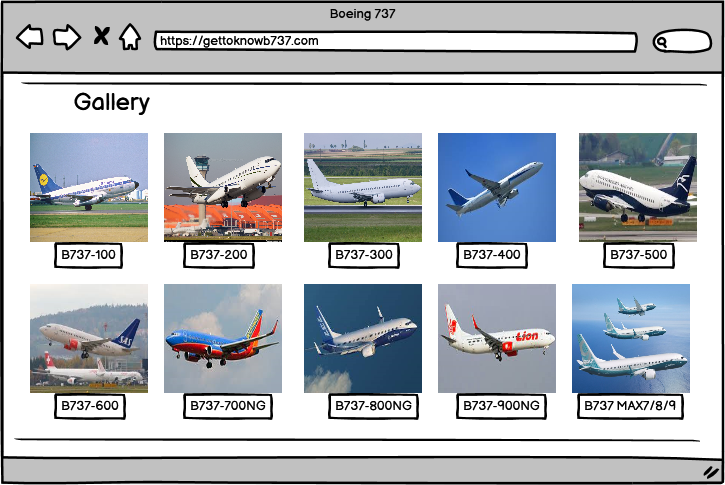 Boeing 737
https://gettoknowb737.com
Gallery
B737-100
B737-200
B737-300
B737-400
B737-500
SAS
Lion
B737-600
B737-700NG
B737-800NG
B737-900NG
B737 MAX7/8/9